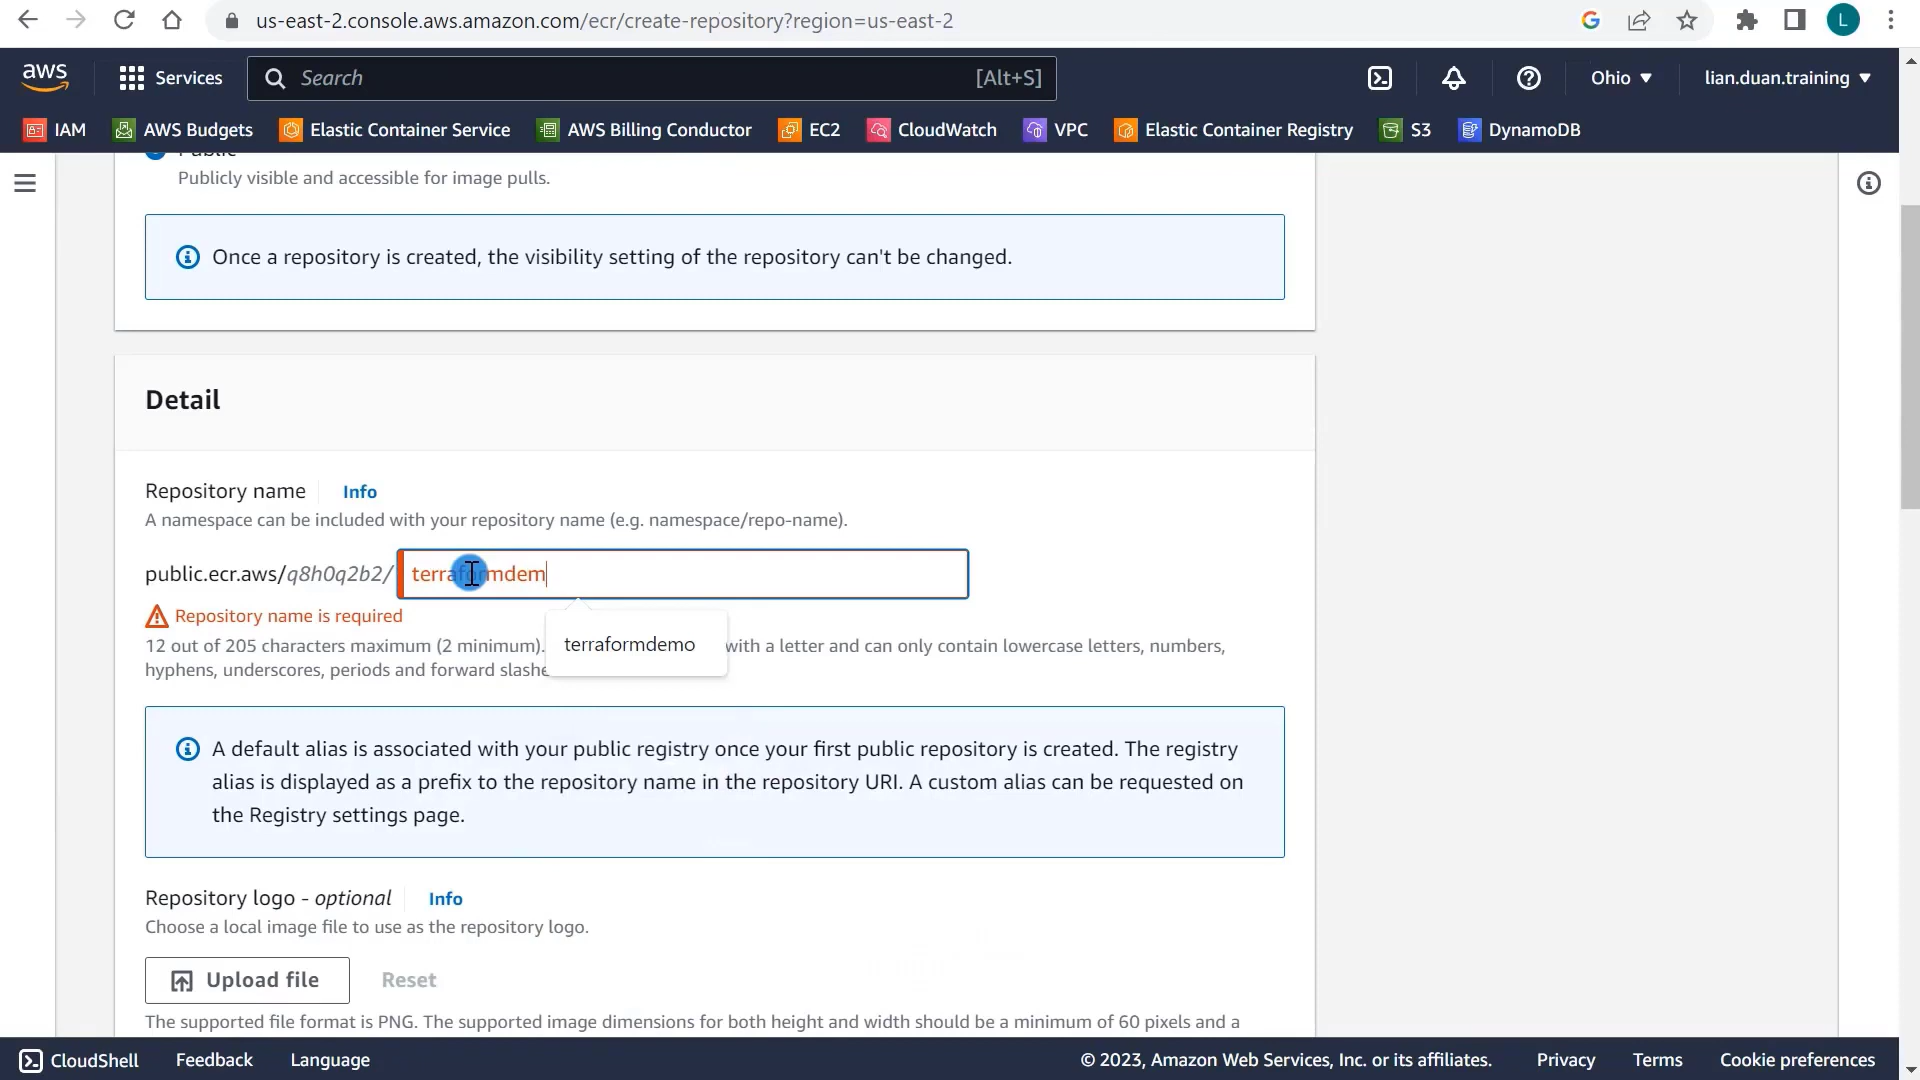 us-east-2.console.aws.amazon.com/ecr/create-repository?region=us-east-2
L
aws
Services
Search
[Alt+S]
Ohio
lian.duan.training
IAM
AWS Budgets
Elastic Container Service
AWS Billing Conductor
EC2
CloudWatch
VPC
Elastic Container Registry
S3
DynamoDB
Public
Publicly visible and accessible for image pulls.
Once a repository is created, the visibility setting of the repository can't be changed.
Detail
Repository name
Info
A namespace can be included with your repository name (e.g. namespace/repo-name).
public.ecr.aws/q8h0q2b2/
terraformdem
Repository name is required
terraformdemo
12 out of 205 characters maximum (2 minimum). with a letter and can only contain lowercase letters, numbers,
hyphens, underscores, periods and forward slashe
A default alias is associated with your public registry once your first public repository is created. The registry
alias is displayed as a prefix to the repository name in the repository URI. A custom alias can be requested on
the Registry settings page.
Repository logo - optional
Info
Choose a local image file to use as the repository logo.
Upload file
Reset
The supported file format is PNG. The supported image dimensions for both height and width should be a minimum of 60 pixels and a
CloudShell
Feedback
Language
© 2023, Amazon Web Services, Inc. or its affiliates.
Privacy
Terms
Cookie preferences